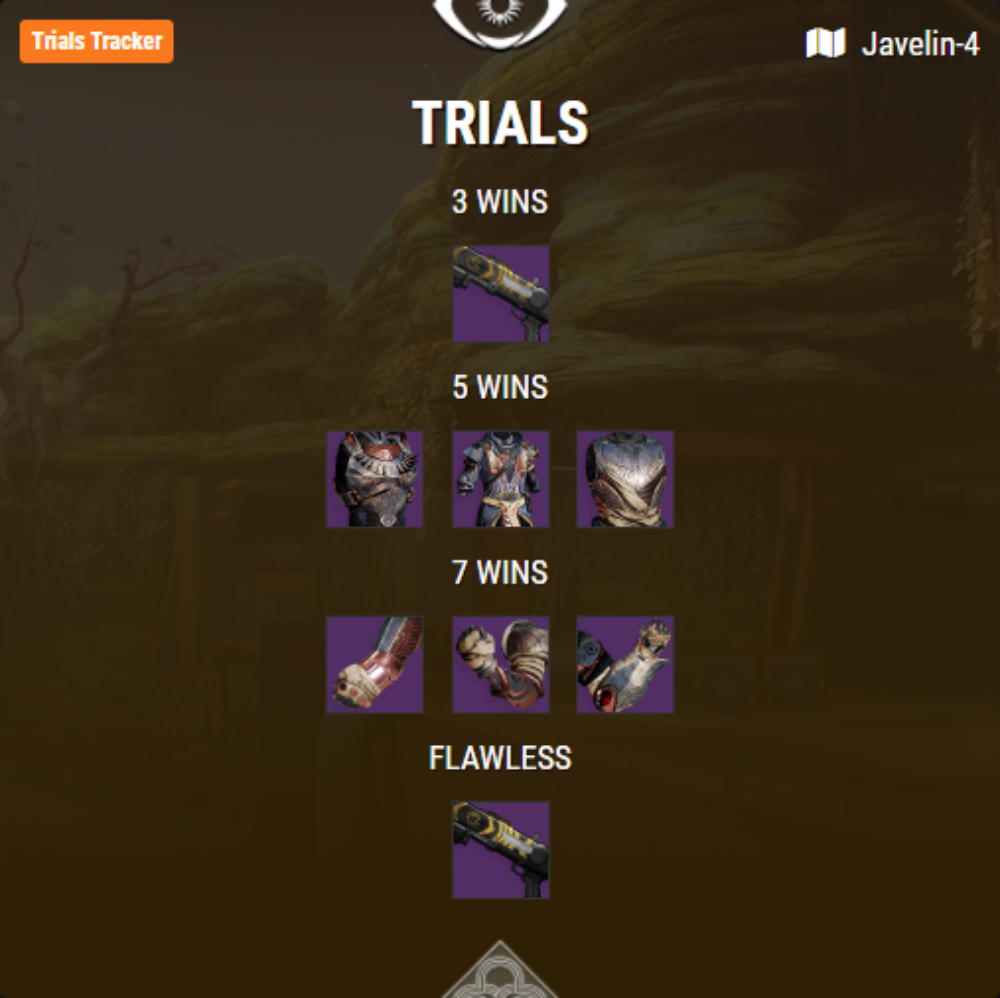 Trials Tracker
Javelin-4
TRIALS
3 WINS
5 WINS
7 WINS
FLAWLESS